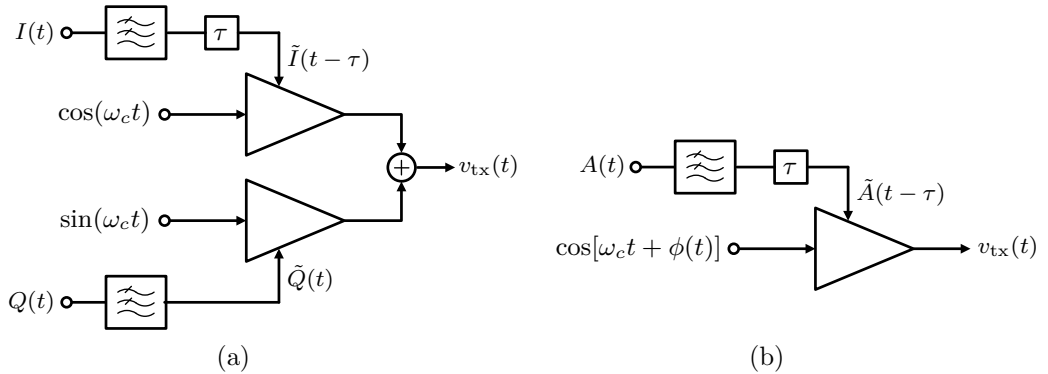 I(t)
τ
Ĩ(t − τ)
cos(ω_c t)
+
v_tx(t)
sin(ω_c t)
Q̃(t)
Q(t)
(a)
A(t)
τ
Ã(t − τ)
cos[ω_c t + ϕ(t)]
v_tx(t)
(b)